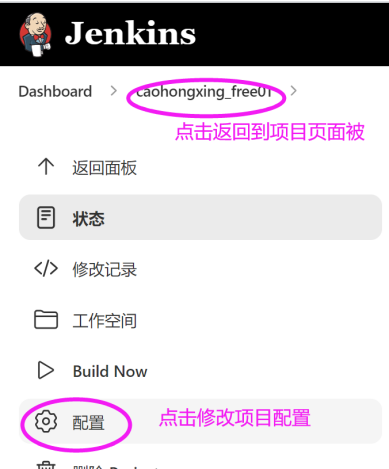 Jenkins
Dashboard > caohongxing_free01 >
点击返回到项目页面被
返回面板
状态
</> 修改记录
工作空间
Build Now
配置 点击修改项目配置